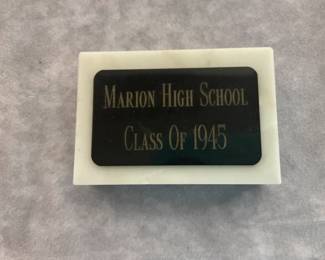 Marion High School
Class Of 1945